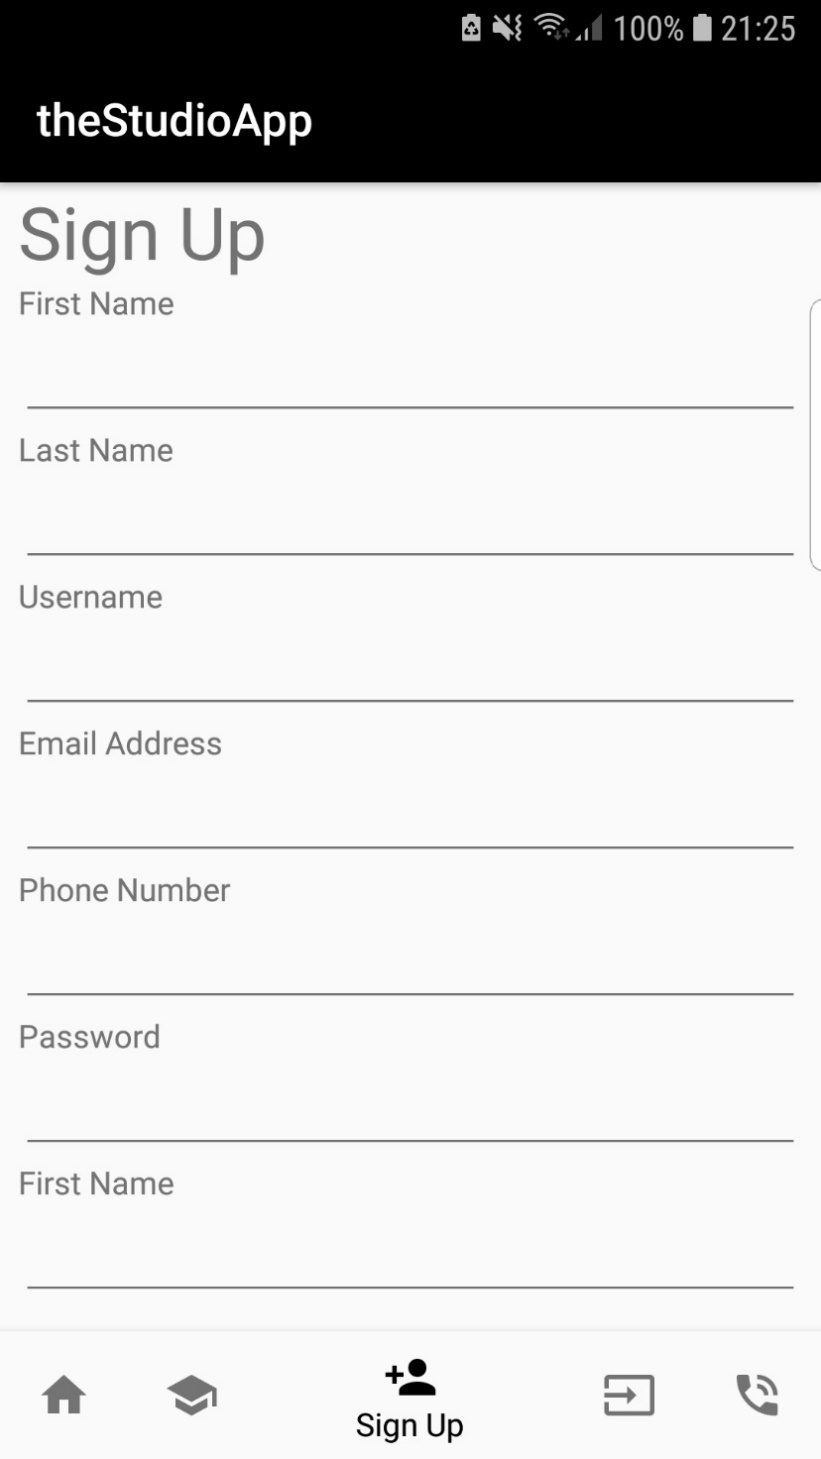 100% 21:25
theStudioApp
Sign Up
First Name
Last Name
Username
Email Address
Phone Number
Password
First Name
Sign Up